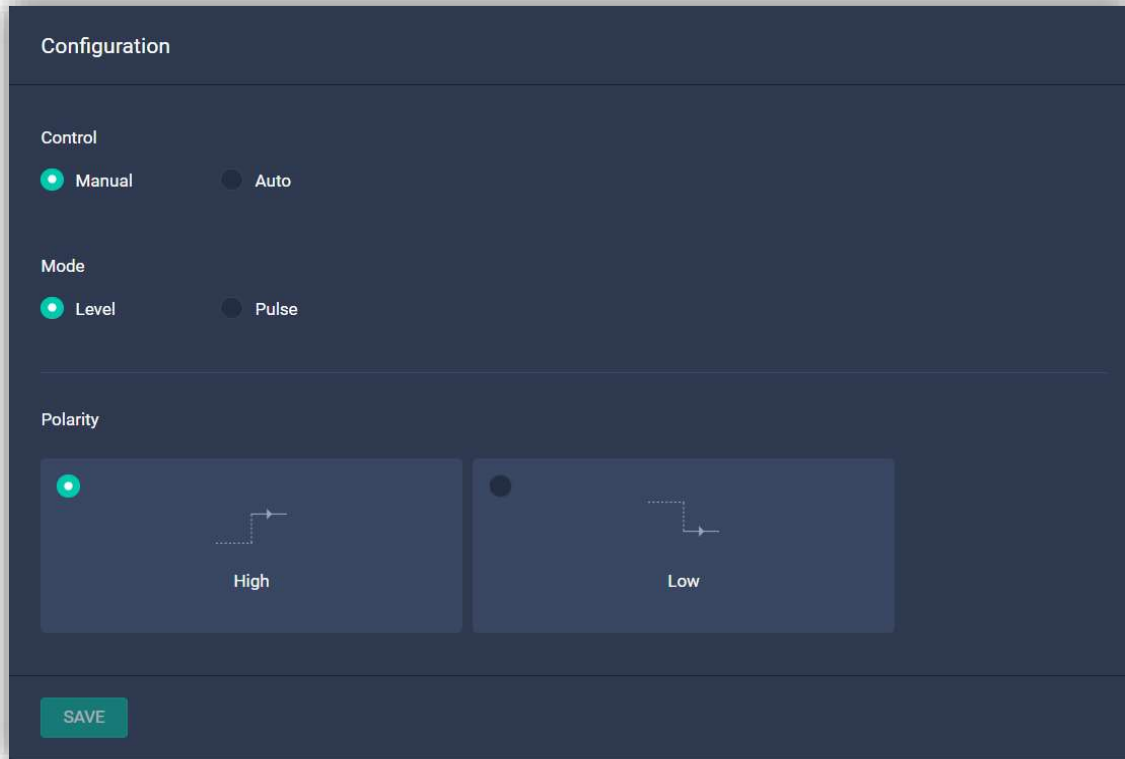 Configuration
Control
Manual Auto
Mode
Level Pulse
Polarity
High Low
SAVE